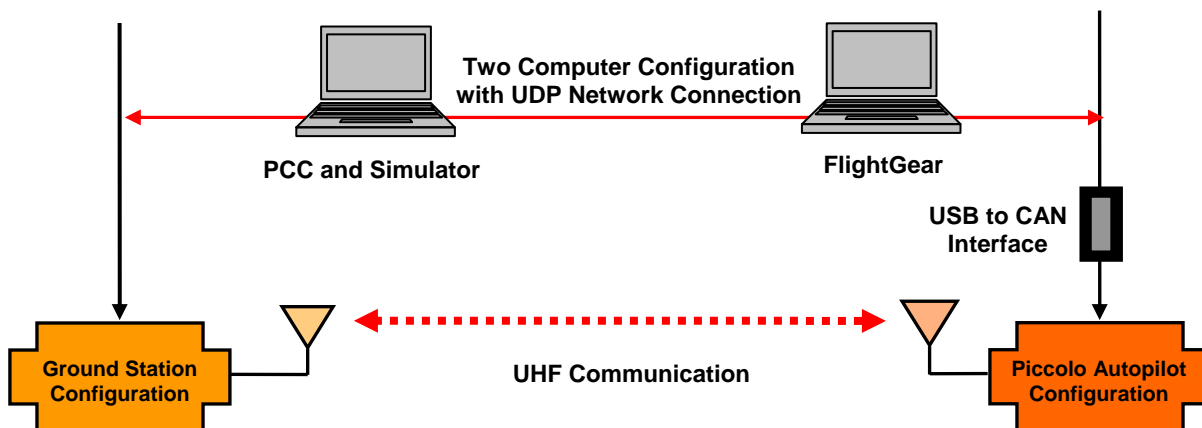 Two Computer Configuration
with UDP Network Connection
PCC and Simulator
FlightGear
USB to CAN
Interface
Ground Station
Configuration
UHF Communication
Piccolo Autopilot
Configuration